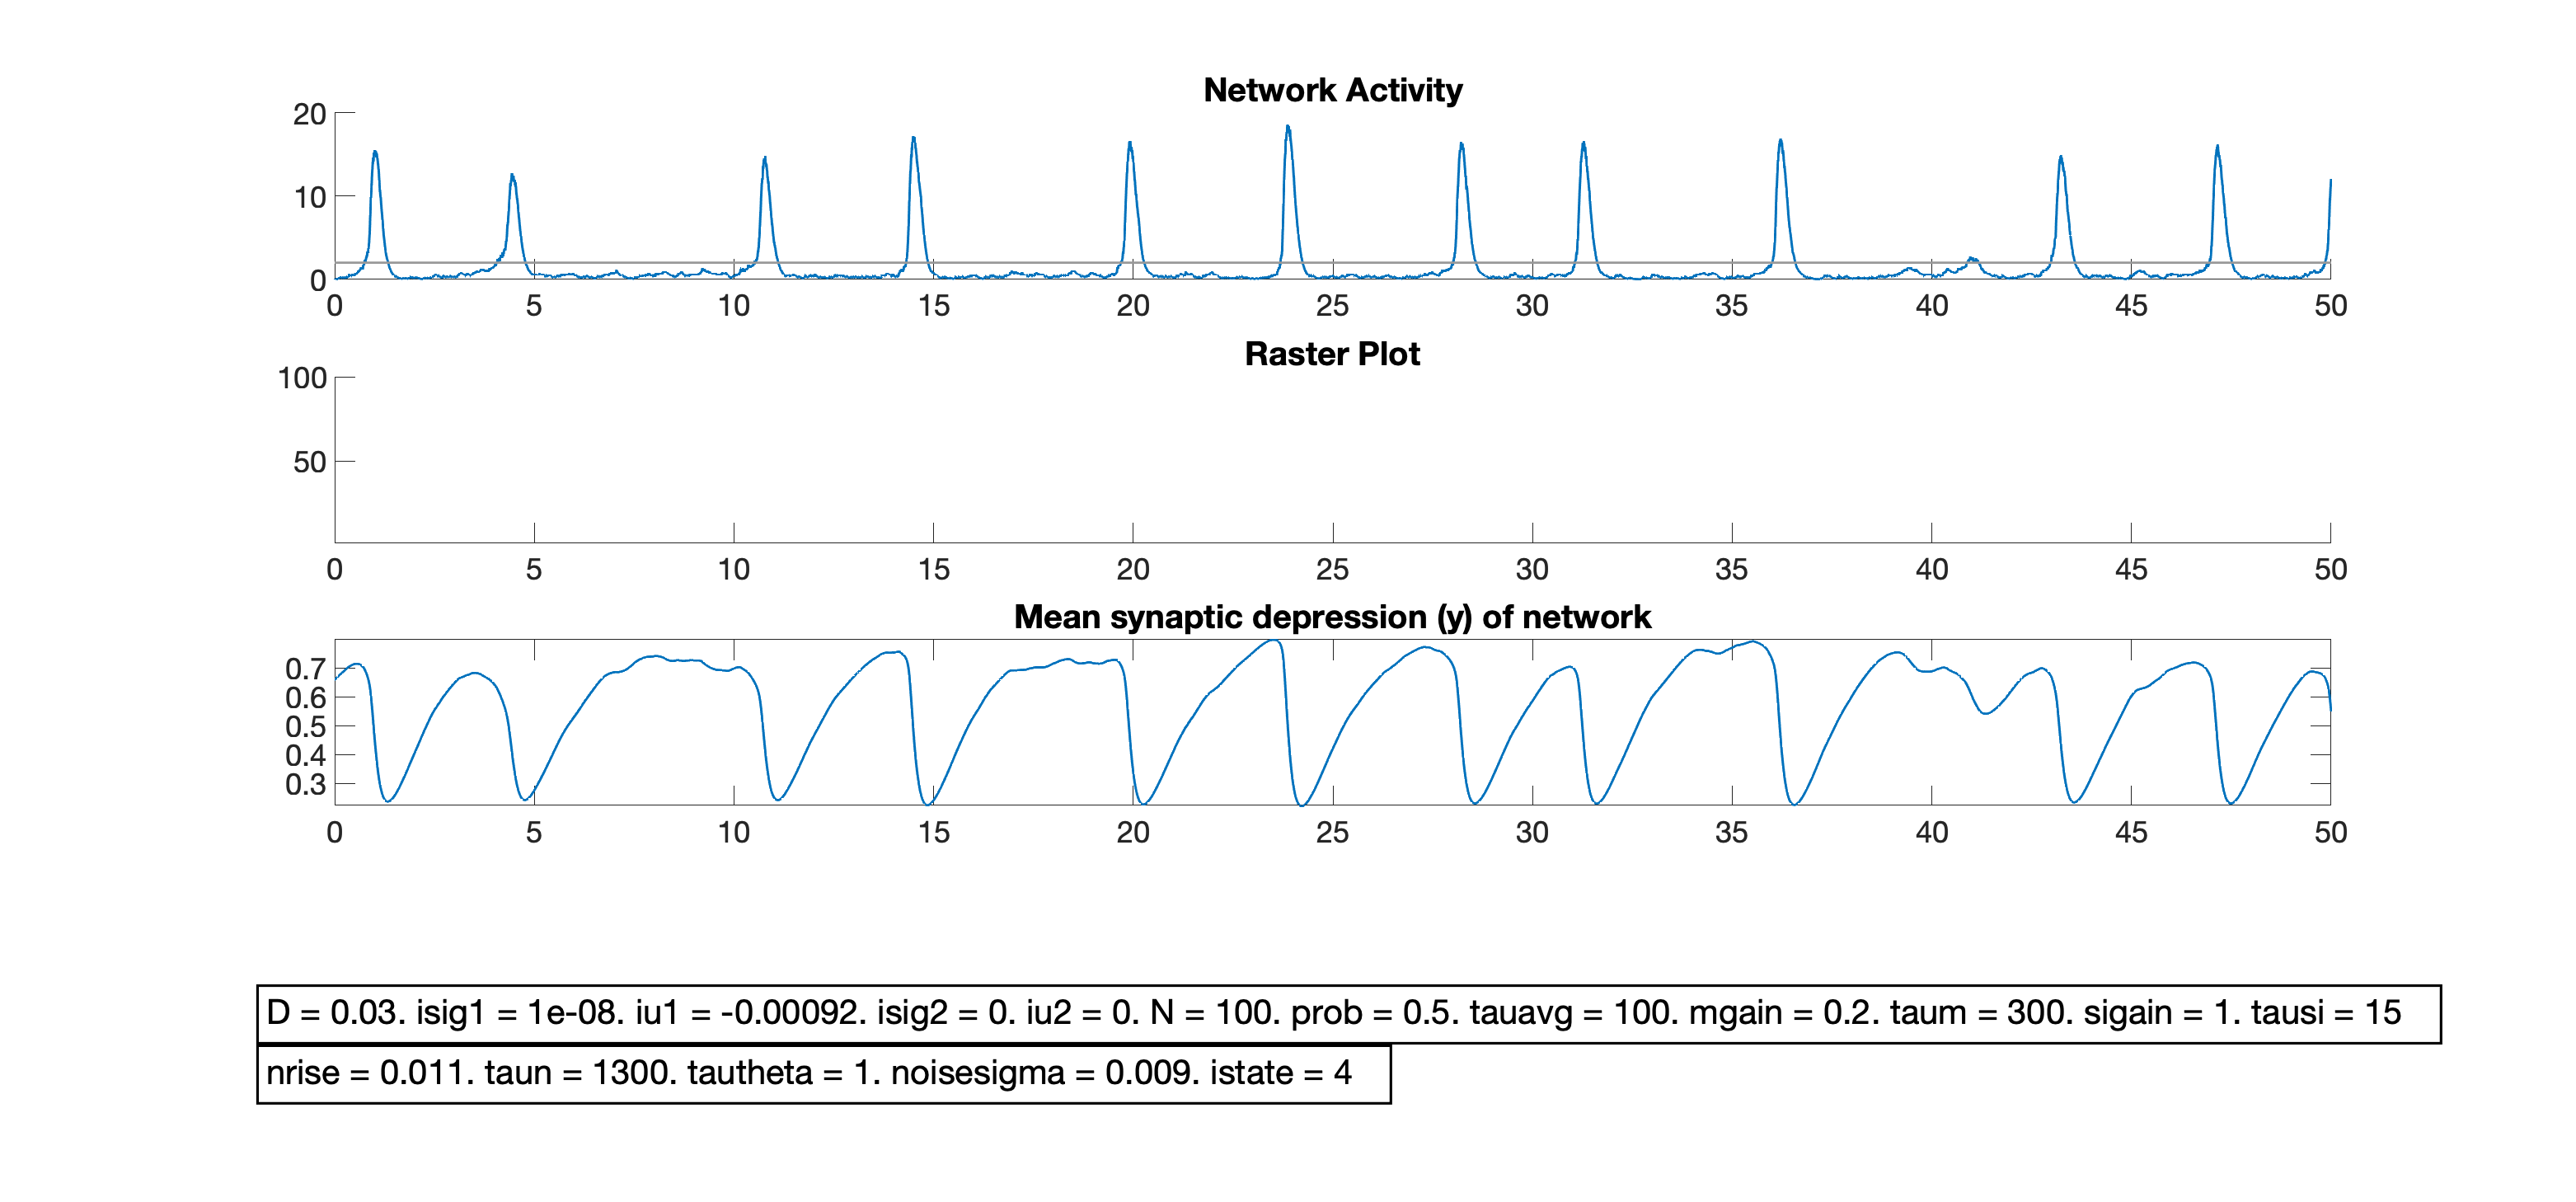 Network Activity
20
10
0
0 5 10 15 20 25 30 35 40 45 50
Raster Plot
100
50
0 5 10 15 20 25 30 35 40 45 50
Mean synaptic depression (y) of network
0.7
0.6
0.5
0.4
0.3
0 5 10 15 20 25 30 35 40 45 50
D = 0.03. isig1 = 1e-08. iu1 = -0.00092. isig2 = 0. iu2 = 0. N = 100. prob = 0.5. tauavg = 100. mgain = 0.2. taum = 300. sigain = 1. tausi = 15
nrise = 0.011. taun = 1300. tautheta = 1. noisesigma = 0.009. istate = 4